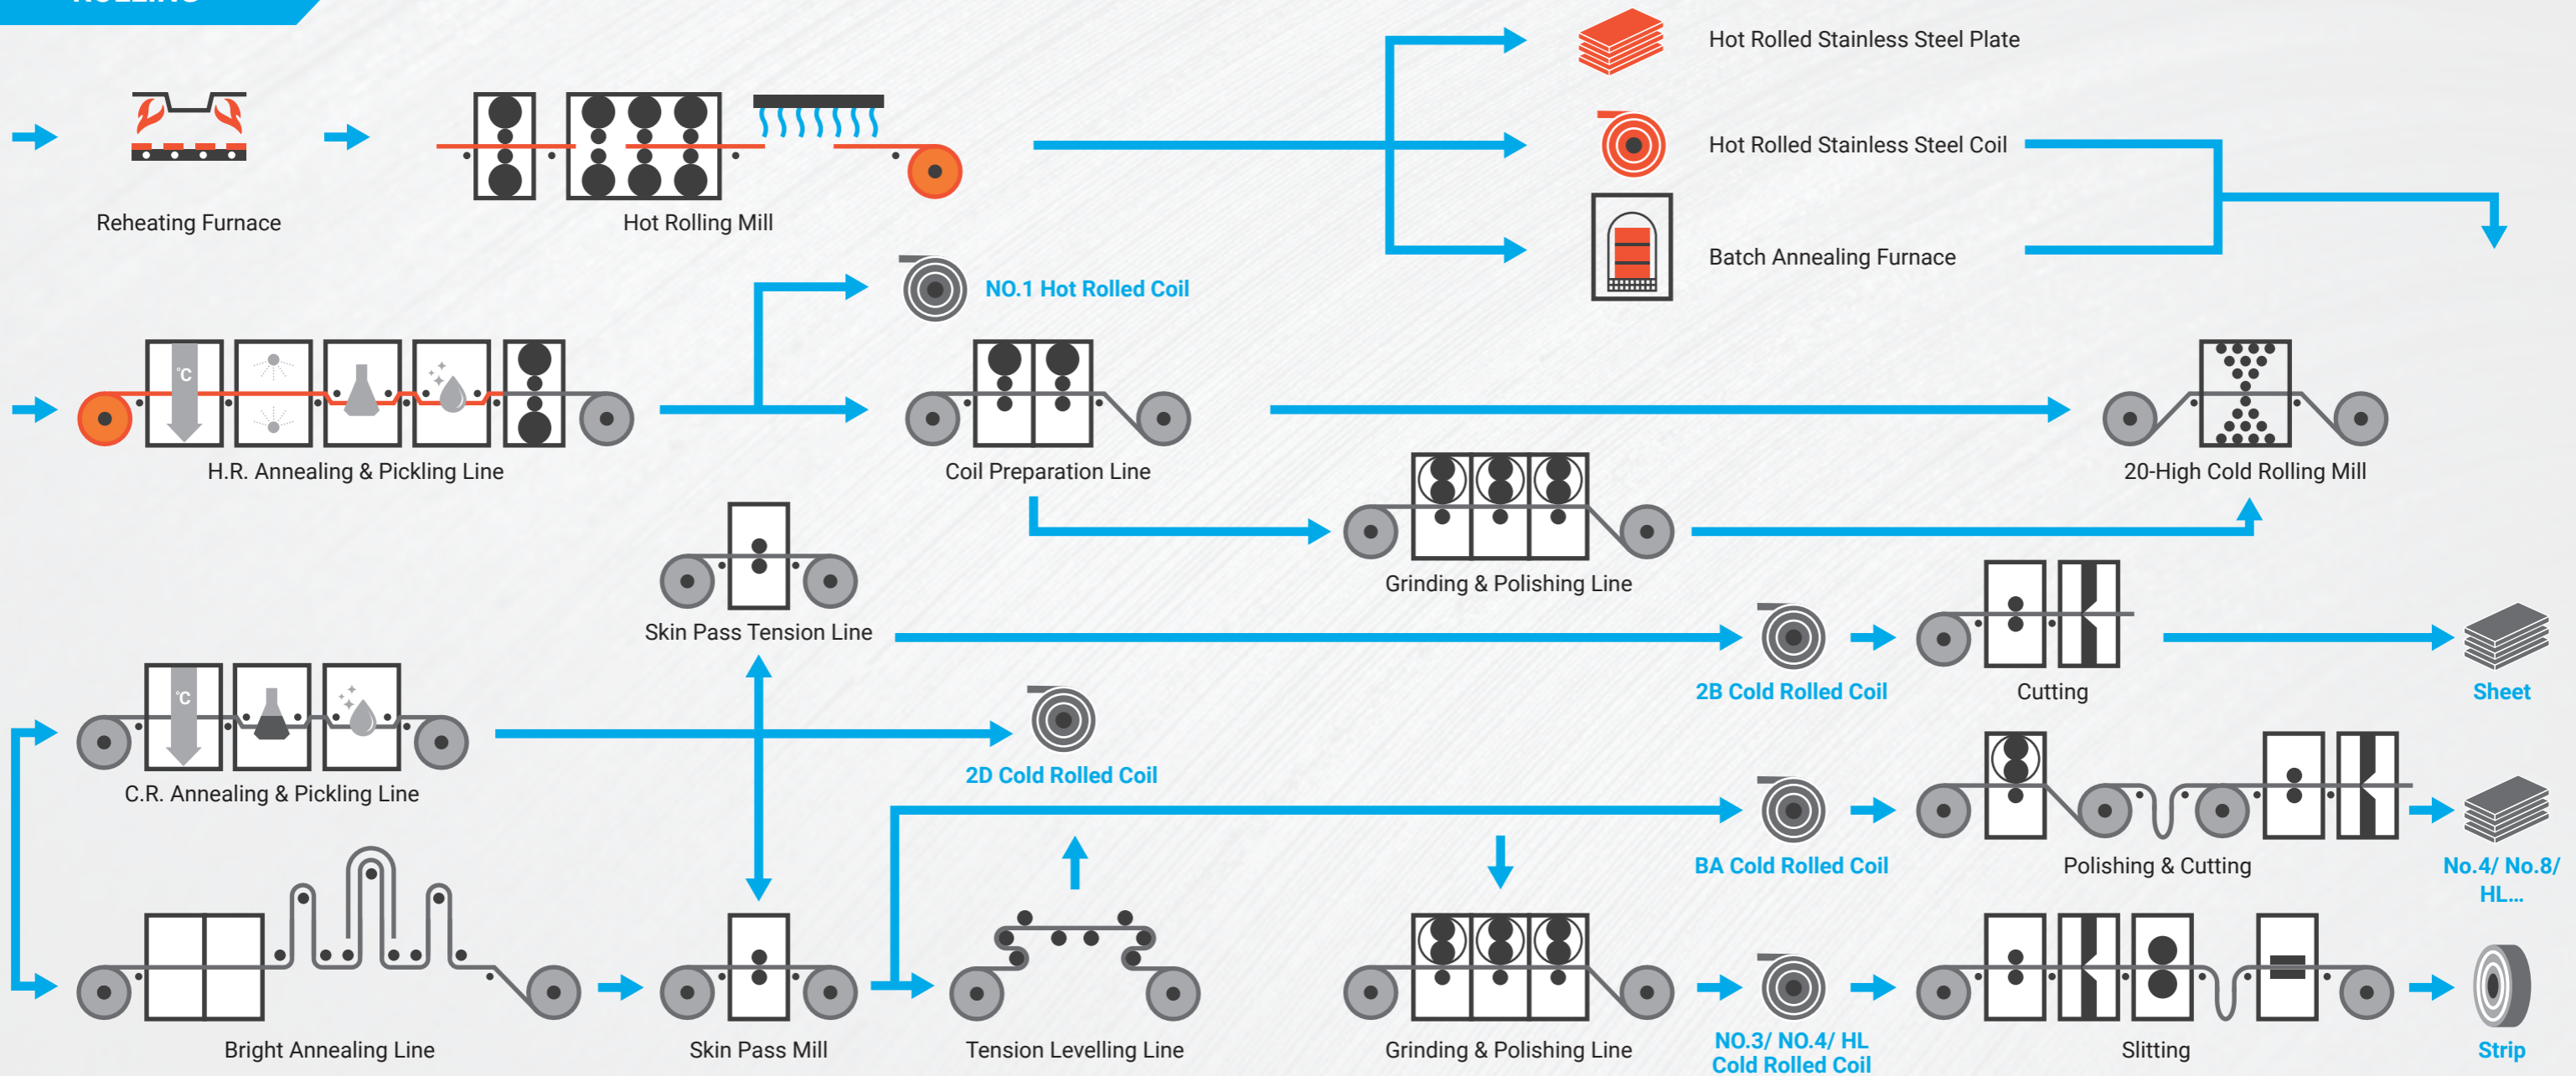 ROLLING
Hot Rolled Stainless Steel Plate
Hot Rolled Stainless Steel Coil
Reheating Furnace
Hot Rolling Mill
Batch Annealing Furnace
NO.1 Hot Rolled Coil
°C
H.R. Annealing & Pickling Line
Coil Preparation Line
20-High Cold Rolling Mill
Grinding & Polishing Line
Skin Pass Tension Line
2B Cold Rolled Coil
Cutting
Sheet
°C
C.R. Annealing & Pickling Line
2D Cold Rolled Coil
BA Cold Rolled Coil
Polishing & Cutting
No.4/ No.8/
HL...
Bright Annealing Line
Skin Pass Mill
Tension Levelling Line
Grinding & Polishing Line
NO.3/ NO.4/ HL
Cold Rolled Coil
Slitting
Strip